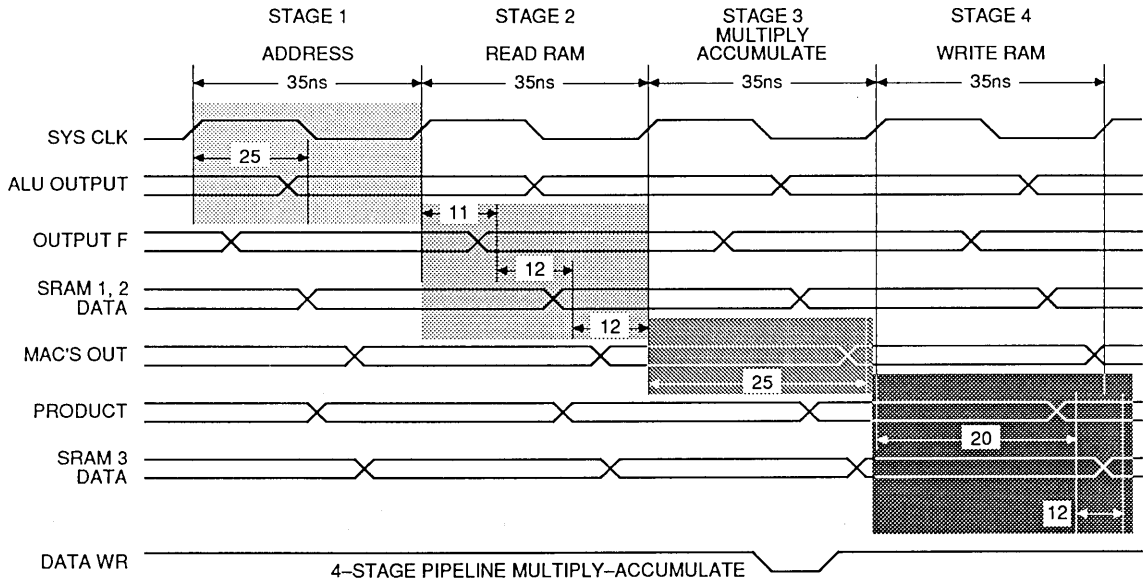 STAGE 1
STAGE 2
STAGE 3
STAGE 4
ADDRESS
READ RAM
MULTIPLY
ACCUMULATE
WRITE RAM
35ns
35ns
35ns
35ns
SYS CLK
25
ALU OUTPUT
11
OUTPUT F
12
SRAM 1, 2
DATA
12
MAC'S OUT
25
PRODUCT
20
SRAM 3
DATA
12
DATA WR
4–STAGE PIPELINE MULTIPLY–ACCUMULATE